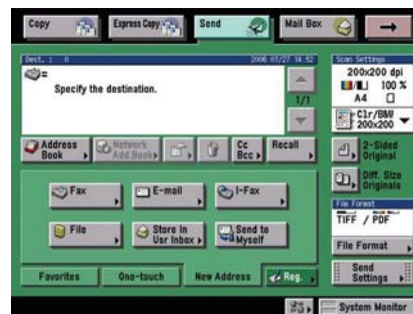 Copy
Express Copy
Send
Mail Box
Dest. : 0
2006 07/27 14:52
Specify the destination.
1/1
Address Book
Network Add.Book
Cc Bcc
Recall
Fax
E-mail
I-Fax
File
Store in Usr Inbox
Send to Myself
Favorites
One-touch
New Address
Reg.
Scan Settings
200x200 dpi
100 %
A4
Clr/B&W
200x200
2-Sided Original
Diff. Size Originals
File Format
TIFF / PDF
File Format
Send Settings
System Monitor